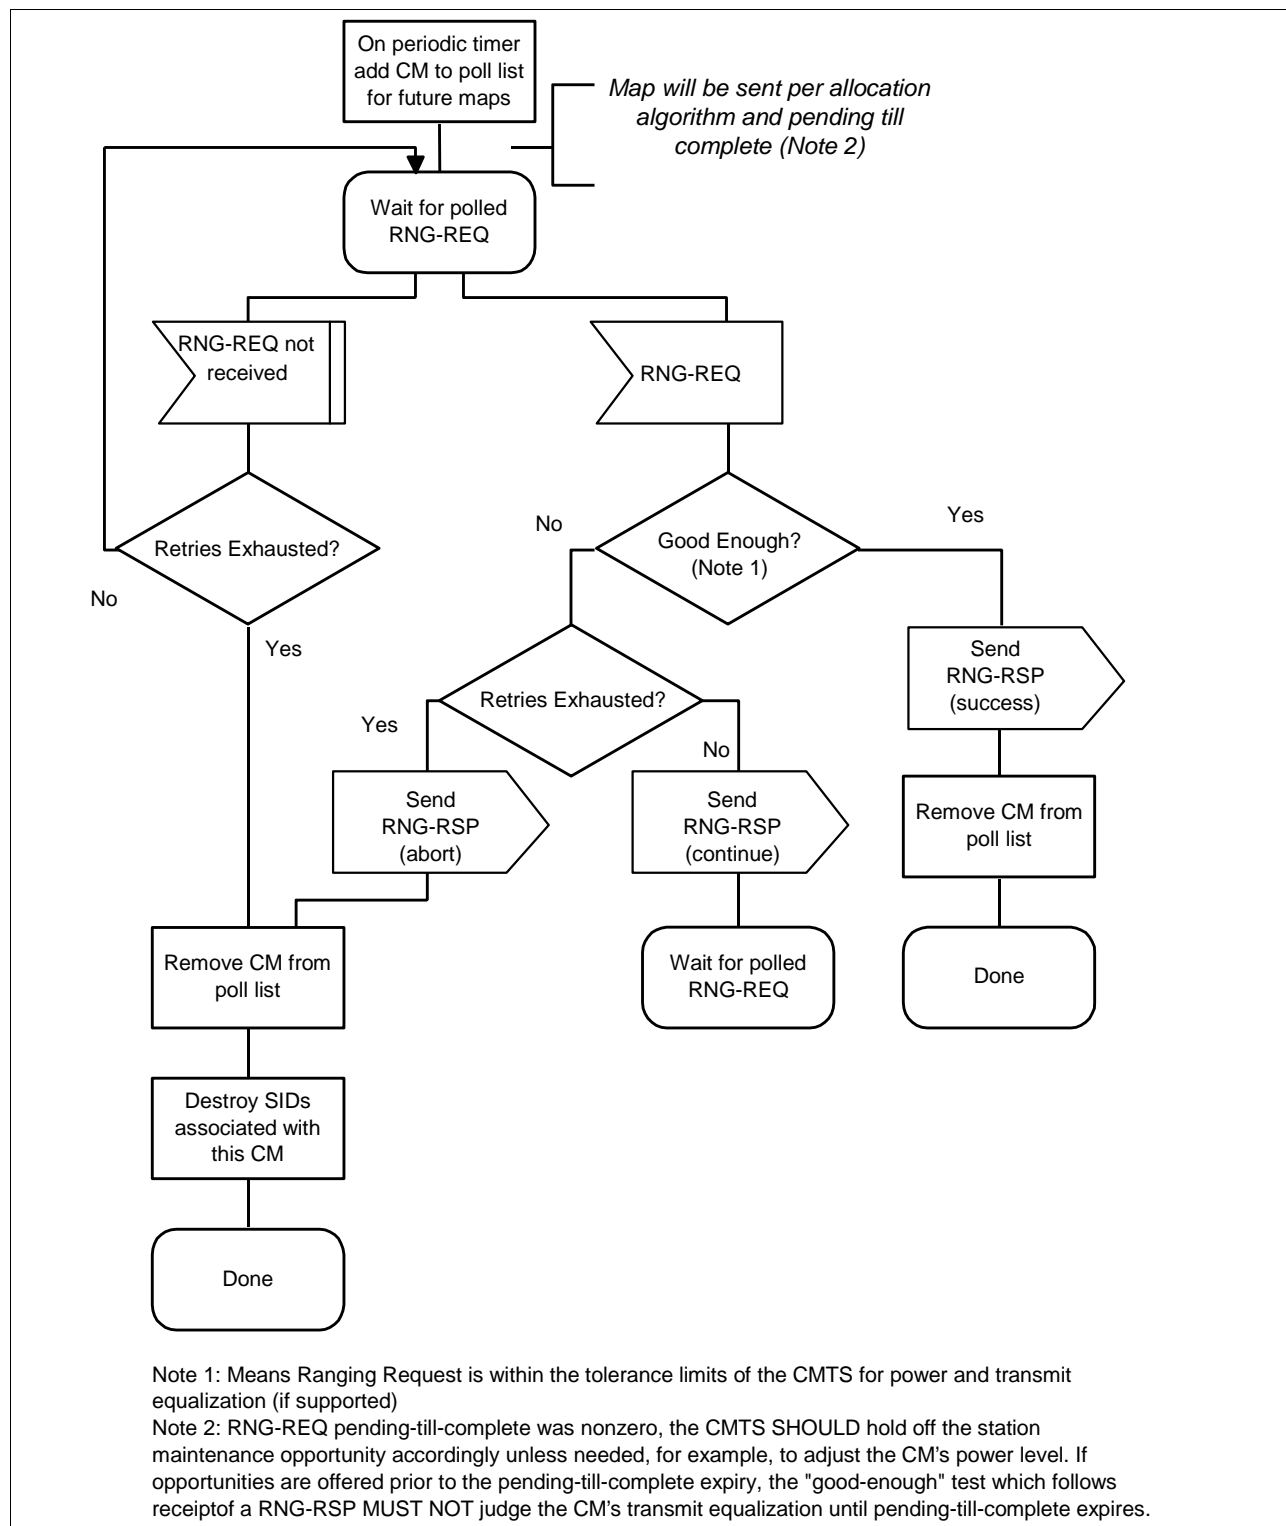 On periodic timer
add CM to poll list
for future maps
Map will be sent per allocation
algorithm and pending till
complete (Note 2)
Wait for polled
RNG-REQ
RNG-REQ not
received
RNG-REQ
Retries Exhausted?
No
Yes
Good Enough?
(Note 1)
No
Yes
Retries Exhausted?
Yes
No
Send
RNG-RSP
(success)
Send
RNG-RSP
(abort)
Send
RNG-RSP
(continue)
Remove CM from
poll list
Remove CM from
poll list
Wait for polled
RNG-REQ
Done
Destroy SIDs
associated with
this CM
Done
Note 1: Means Ranging Request is within the tolerance limits of the CMTS for power and transmit
equalization (if supported)
Note 2: RNG-REQ pending-till-complete was nonzero, the CMTS SHOULD hold off the station
maintenance opportunity accordingly unless needed, for example, to adjust the CM's power level. If
opportunities are offered prior to the pending-till-complete expiry, the "good-enough" test which follows
receiptof a RNG-RSP MUST NOT judge the CM's transmit equalization until pending-till-complete expires.